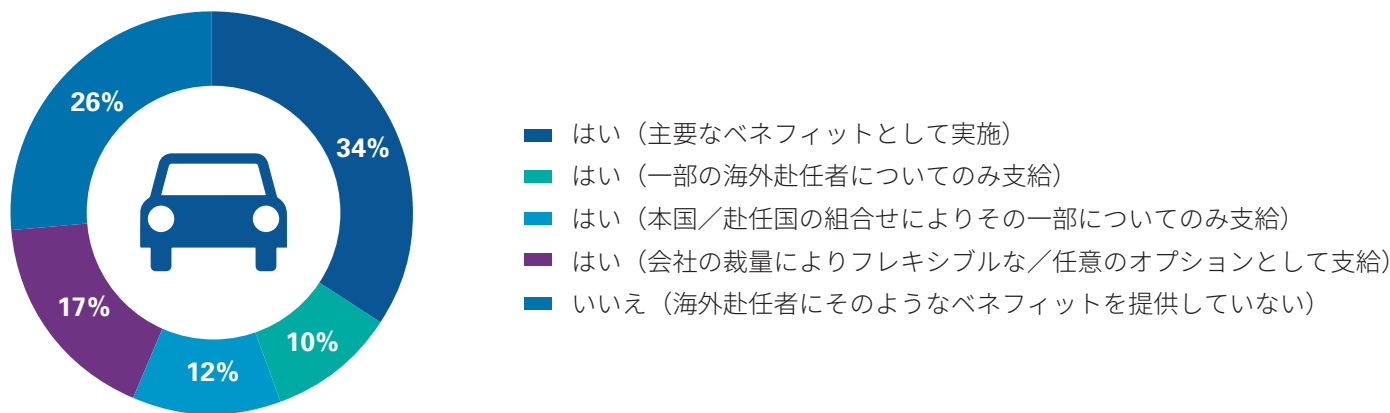 26%
34%
17%
10%
12%
はい（主要なベネフィットとして実施）
はい（一部の海外赴任者についてのみ支給）
はい（本国／赴任国の組合せによりその一部についてのみ支給）
はい（会社の裁量によりフレキシブルな／任意のオプションとして支給）
いいえ（海外赴任者にそのようなベネフィットを提供していない）